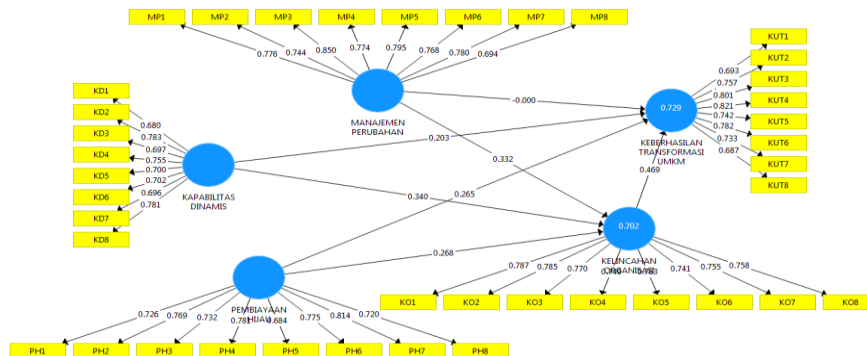 MP1 MP2 MP3 MP4 MP5 MP6 MP7 MP8
0.776 0.744 0.850 0.774 0.795 0.768 0.780 0.694
MANAJEMEN
PERUBAHAN
KD1
KD2
KD3
KD4
KD5
KD6
KD7
KD8
0.680
0.783
0.697
0.755
0.700
0.702
0.696
0.781
KAPABILITAS
DINAMIS
-0.000
0.203
0.332
0.265
0.340
0.268
0.469
0.729
KEBERHASILAN
TRANSFORMASI
UMKM
0.693
0.757
0.801
0.821
0.742
0.782
0.733
0.687
KUT1
KUT2
KUT3
KUT4
KUT5
KUT6
KUT7
KUT8
0.702
KELINCAHAN
0.787 0.785 0.770 0.741 0.755 0.758
KO1 KO2 KO3 KO4 KO5 KO6 KO7 KO8
PEMBIAYAAN
HIJAU
0.726 0.769 0.732 0.781 0.684 0.775 0.814 0.720
PH1 PH2 PH3 PH4 PH5 PH6 PH7 PH8